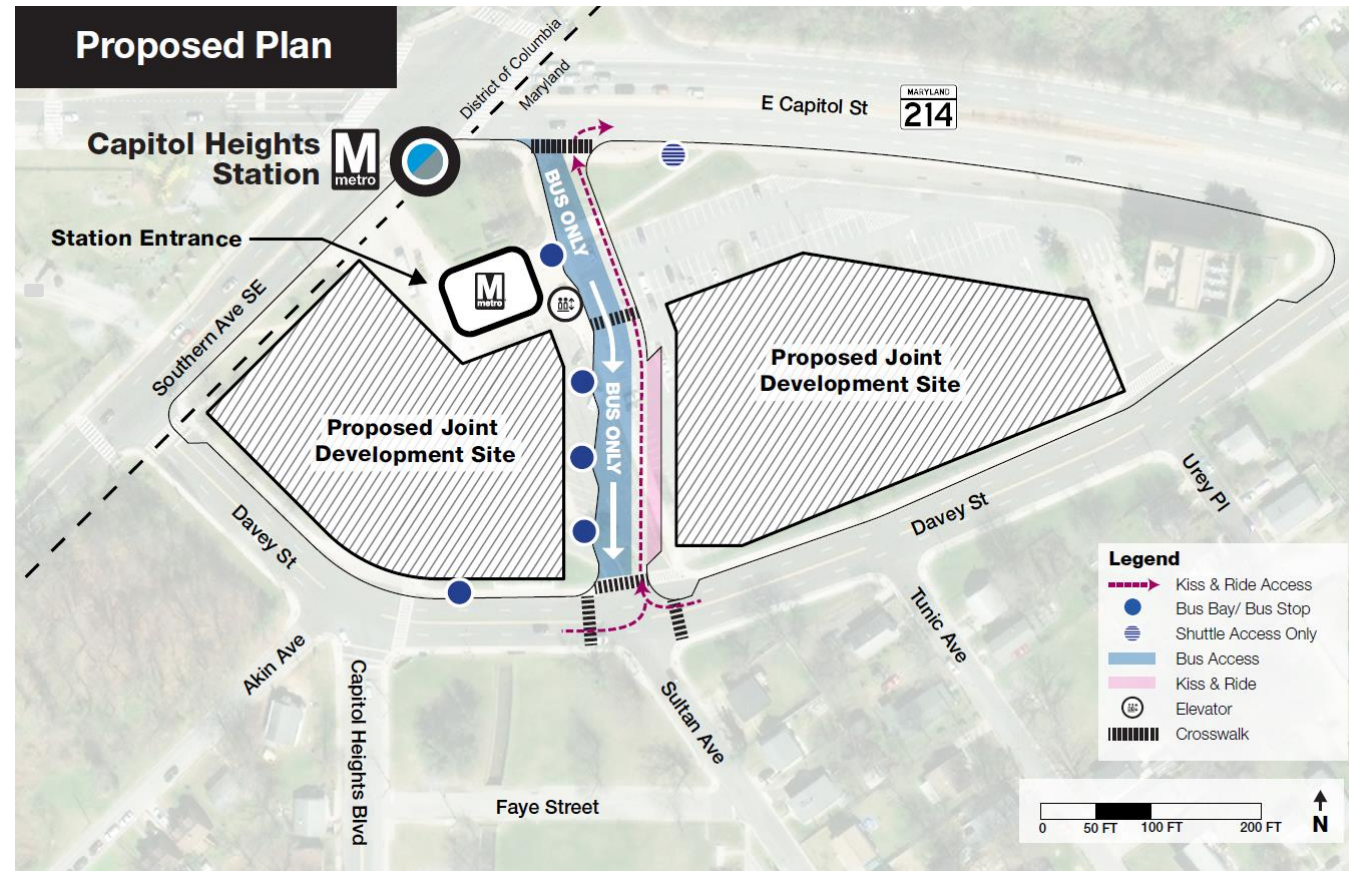 Proposed Plan
District of Columbia
Maryland
E Capitol St
MARYLAND
214
Capitol Heights
Station
M
metro
Station Entrance
M
metro
BUS ONLY
BUS ONLY
Southern Ave SE
Proposed Joint
Development Site
Proposed Joint
Development Site
Davey St
Davey St
Urey Pl
Akin Ave
Capitol Heights Blvd
Sultan Ave
Tunic Ave
Faye Street
Legend
Kiss & Ride Access
Bus Bay/ Bus Stop
Shuttle Access Only
Bus Access
Kiss & Ride
Elevator
Crosswalk
0 50 FT 100 FT 200 FT
N